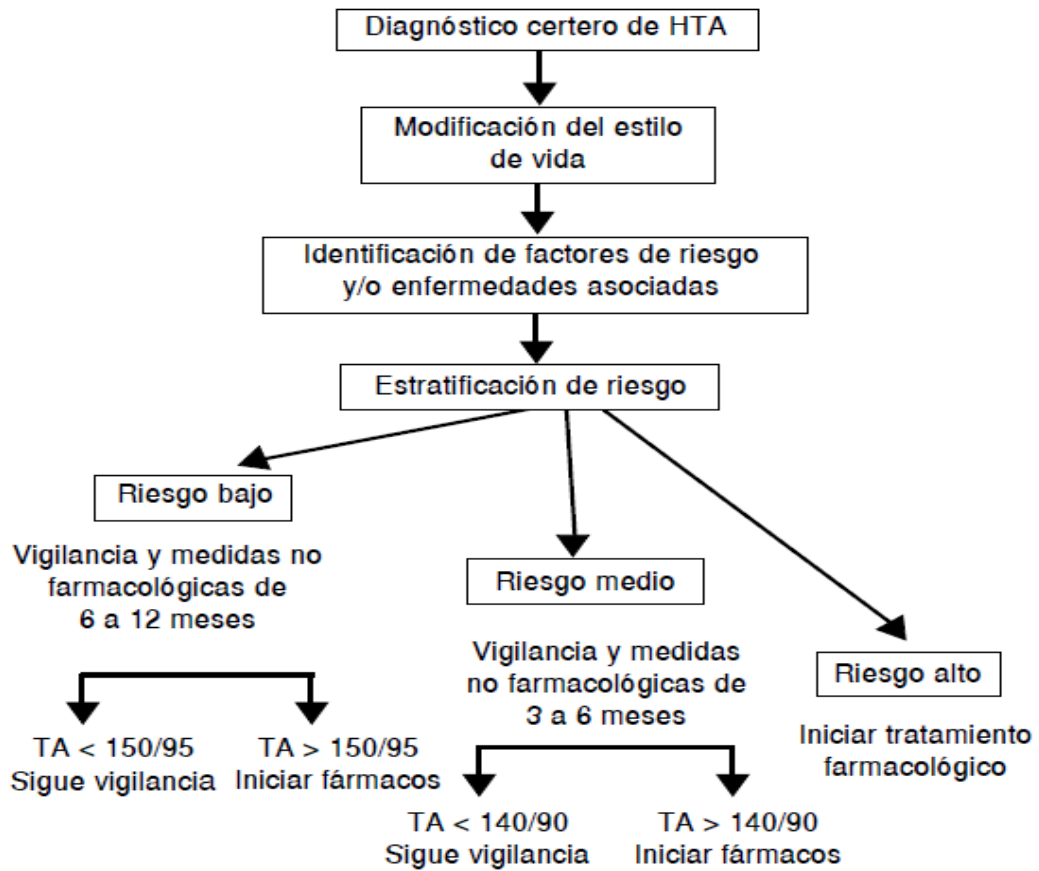 Diagnóstico certero de HTA
Modificación del estilo
de vida
Identificación de factores de riesgo
y/o enfermedades asociadas
Estratificación de riesgo
Riesgo bajo
Vigilancia y medidas no
farmacológicas de
6 a 12 meses
TA < 150/95
Sigue vigilancia
TA > 150/95
Iniciar fármacos
Riesgo medio
Vigilancia y medidas
no farmacológicas de
3 a 6 meses
TA < 140/90
Sigue vigilancia
TA > 140/90
Iniciar fármacos
Riesgo alto
Iniciar tratamiento
farmacológico